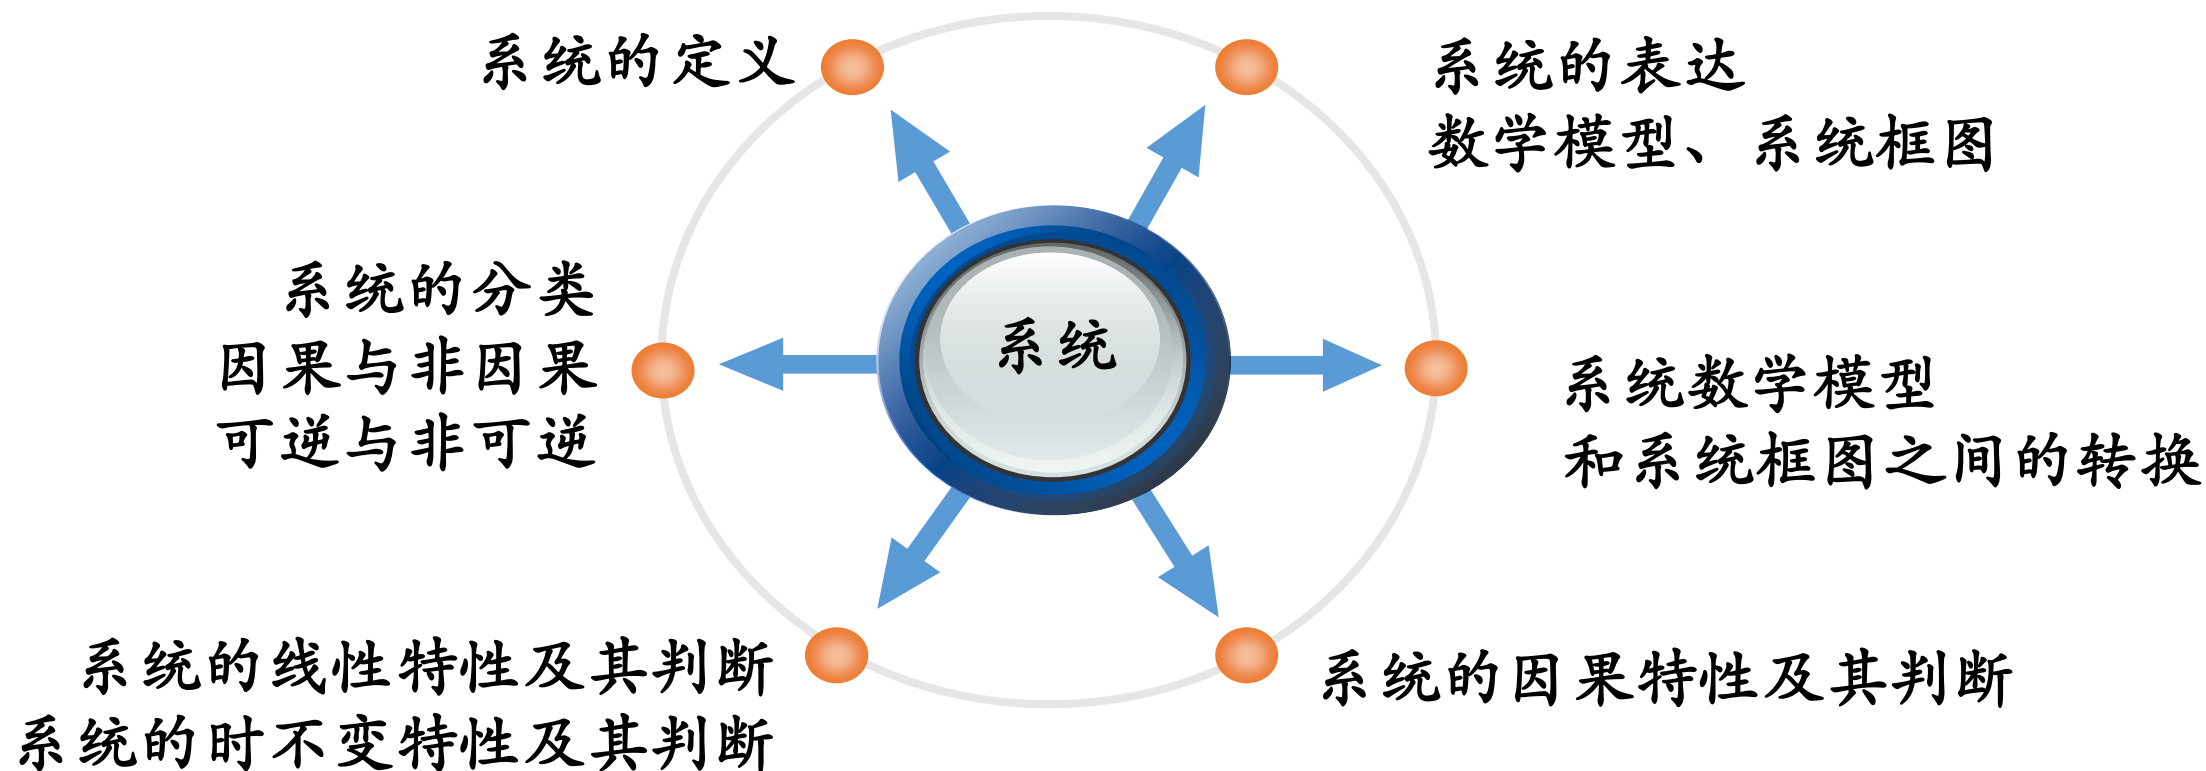 系统的定义
系统的表达
数学模型、系统框图
系统的分类
因果与非因果
可逆与非可逆
系统
系统数学模型
和系统框图之间的转换
系统的线性特性及其判断
系统的时不变特性及其判断
系统的因果特性及其判断